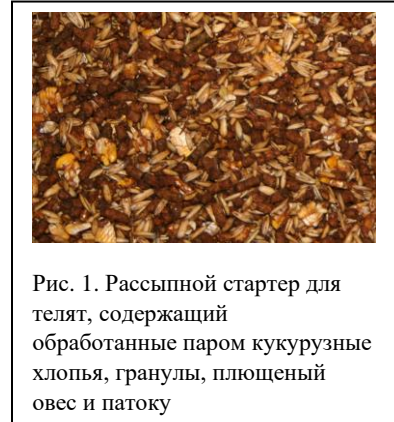 Рис. 1. Рассыпной стартер для
телят, содержащий
обработанные паром кукурузные
хлопья, гранулы, плющеный
овес и патоку